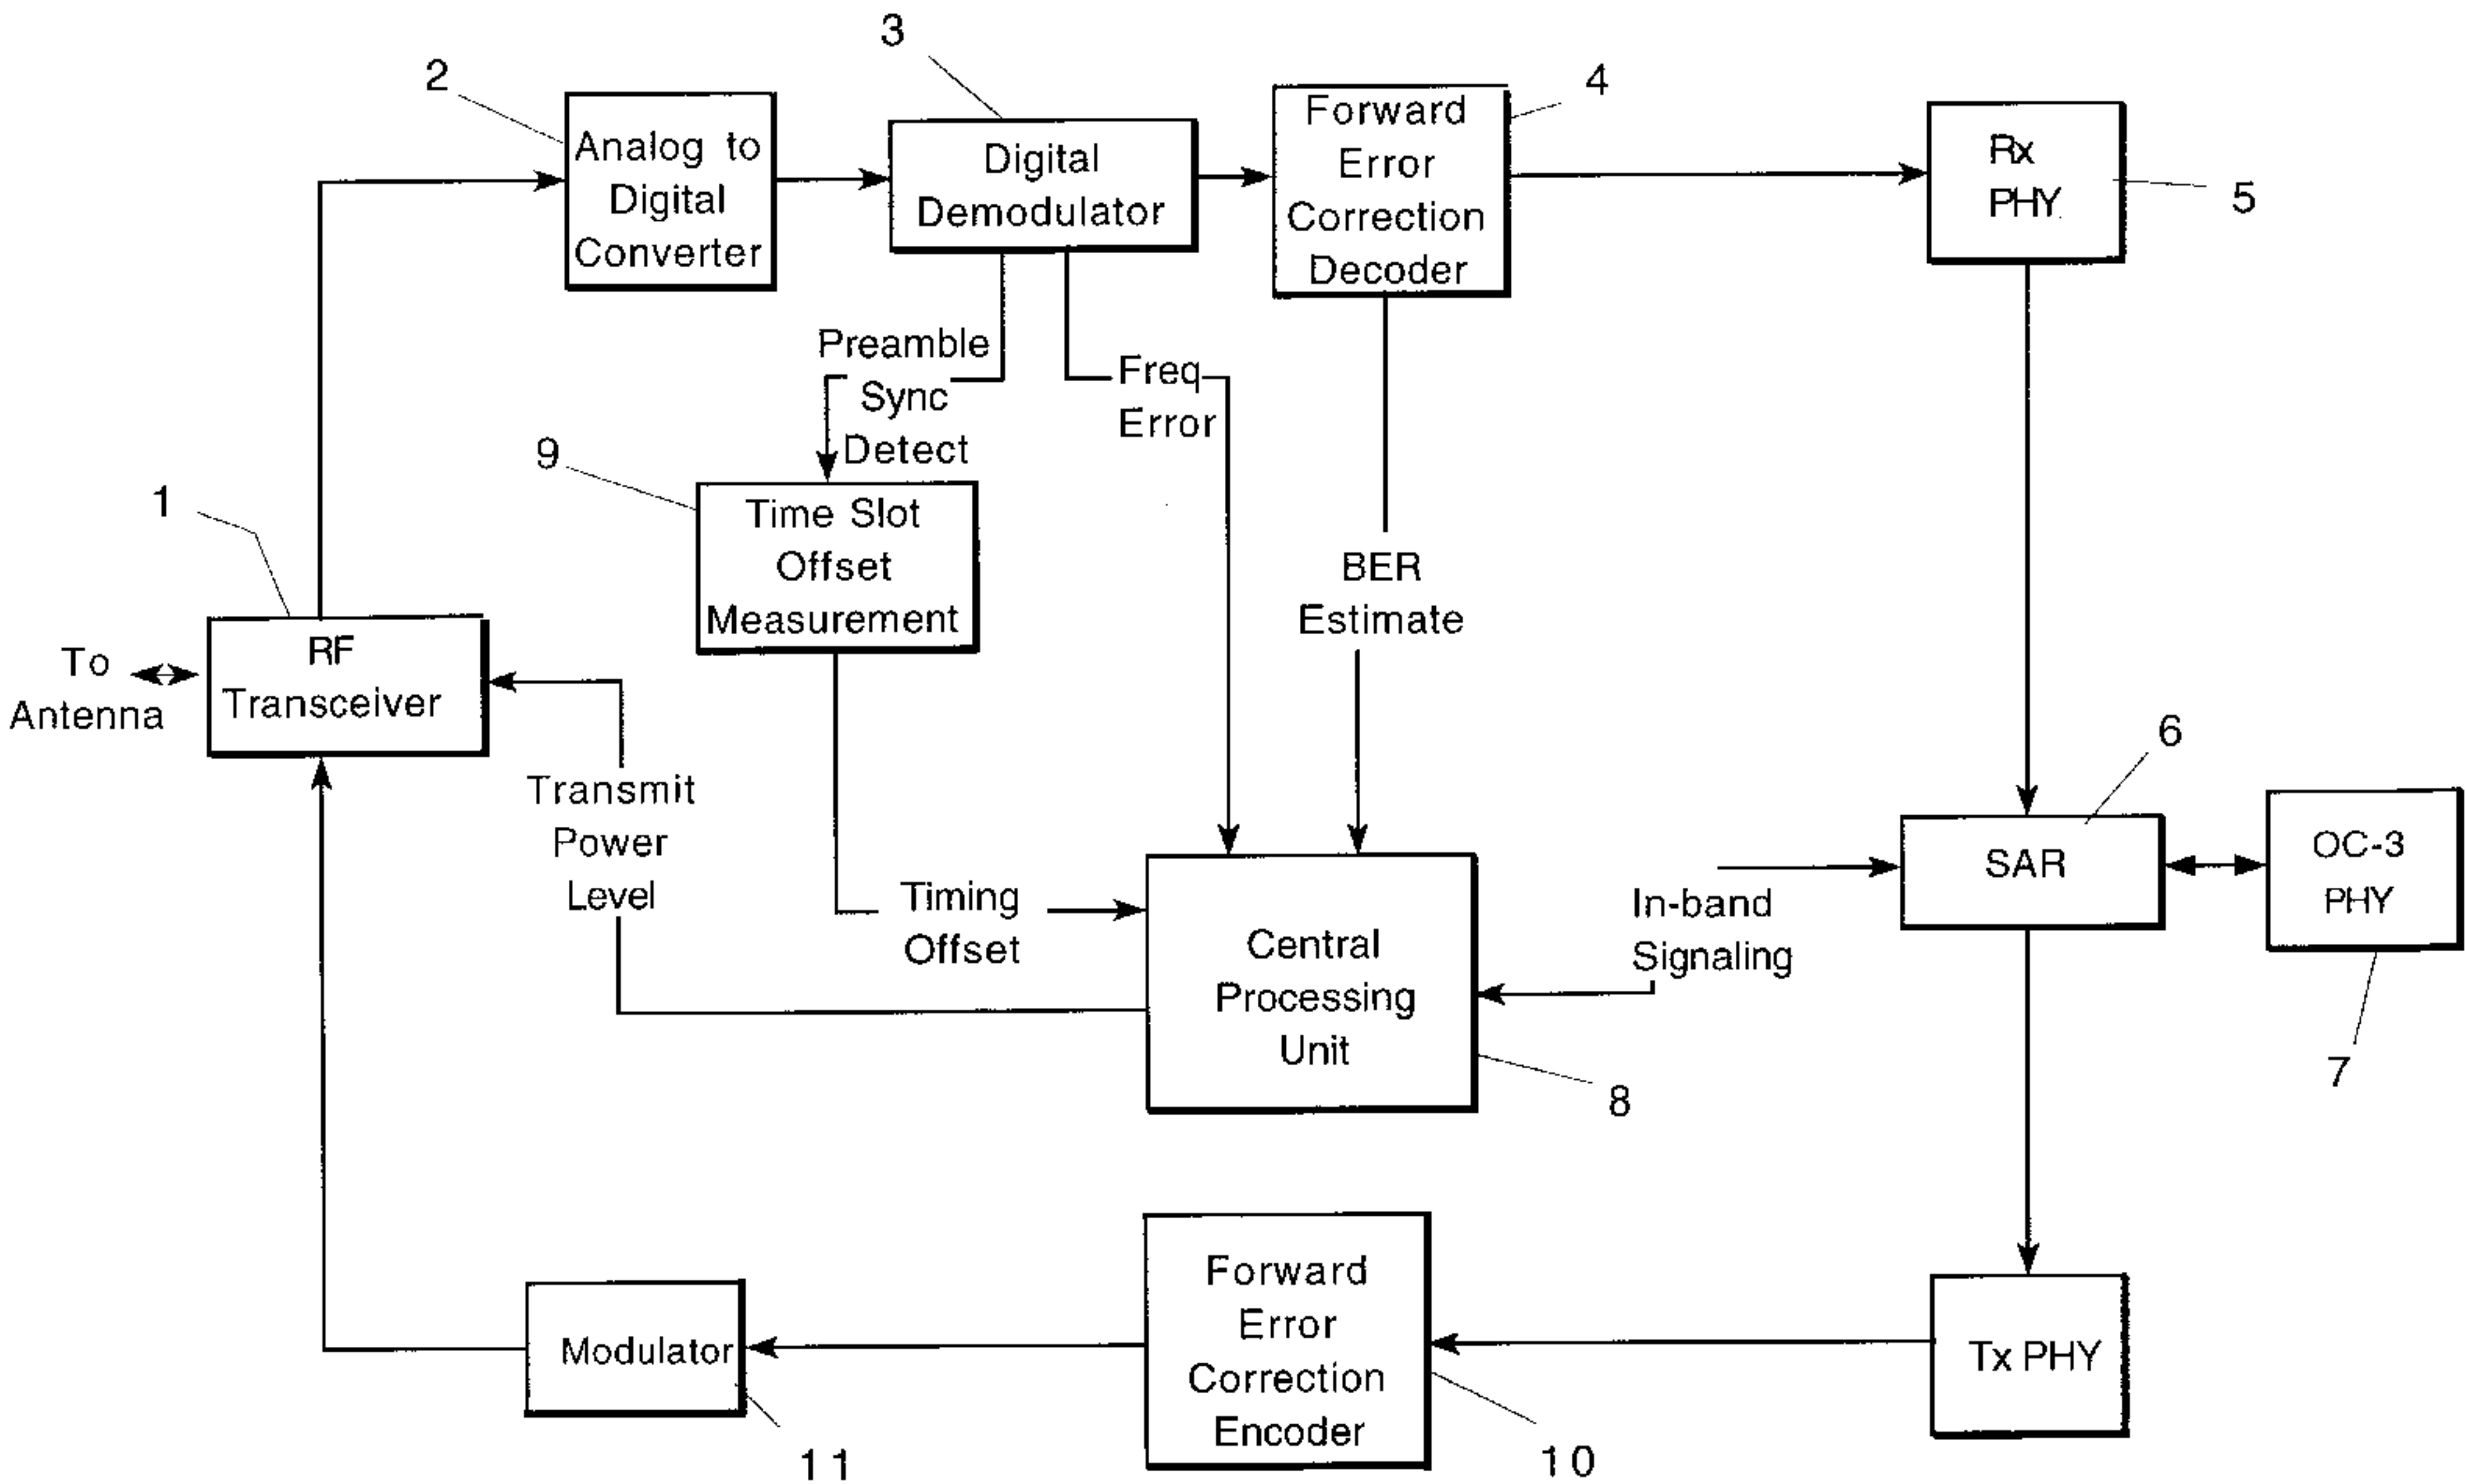 3
2
4
Analog to
Digital
Converter
Digital
Demodulator
Forward
Error
Correction
Decoder
Rx
PHY
5
Preamble
Sync
Detect
Freq
Error
9
Time Slot
Offset
Measurement
1
BER
Estimate
To
Antenna
RF
Transceiver
6
Transmit
Power
Level
Timing
Offset
Central
Processing
Unit
In-band
Signaling
SAR
OC-3
PHY
7
8
Forward
Error
Correction
Encoder
Modulator
Tx PHY
11
10